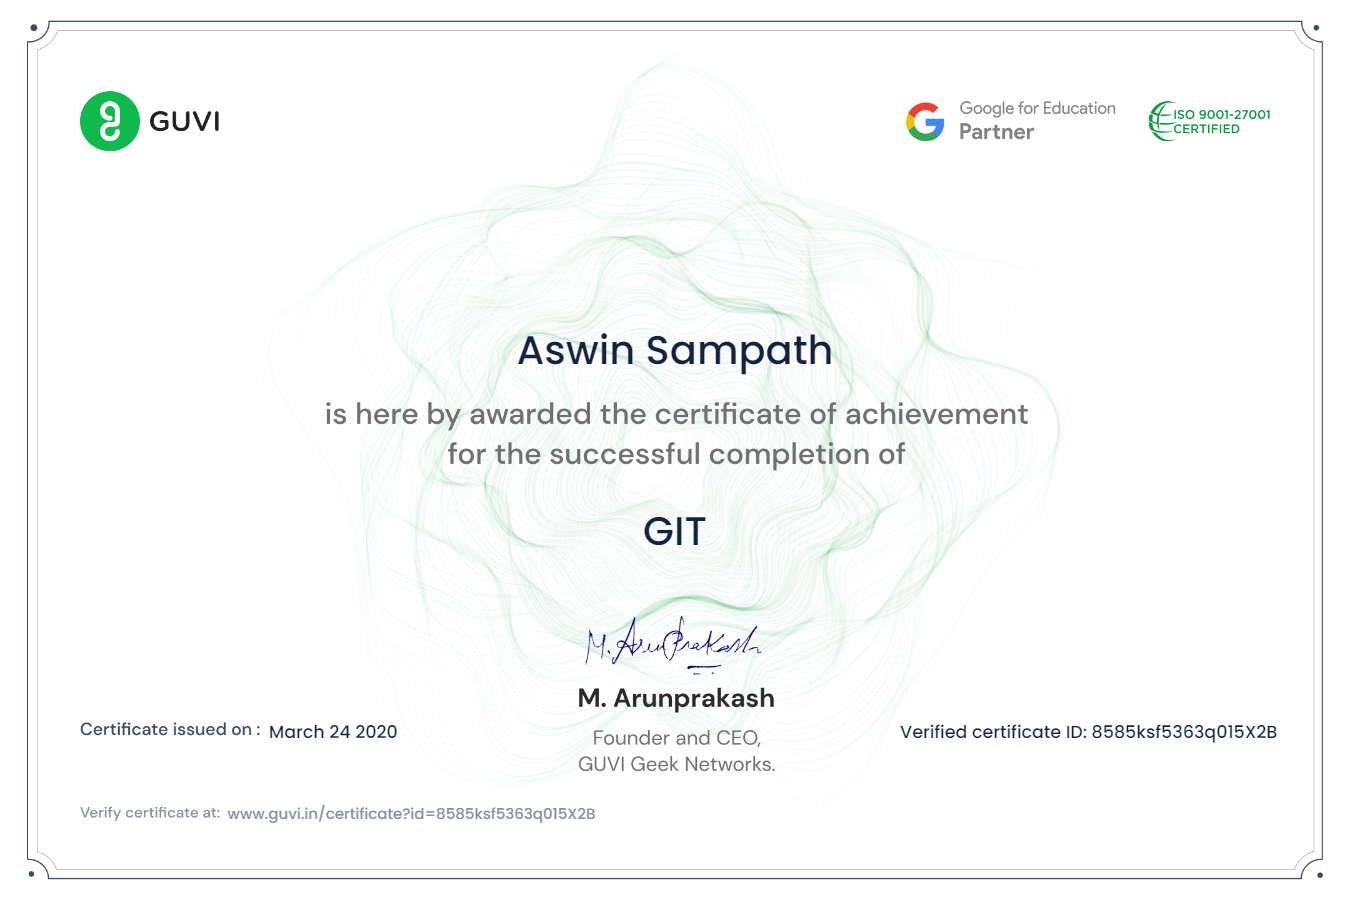 GUVI
Google for Education
Partner
ISO 9001-27001
CERTIFIED
Aswin Sampath
is here by awarded the certificate of achievement
for the successful completion of
GIT
M. Arunprakash
M. Arunprakash
Founder and CEO,
GUVI Geek Networks.
Certificate issued on : March 24 2020
Verified certificate ID: 8585ksf5363q015X2B
Verify certificate at: www.guvi.in/certificate?id=8585ksf5363q015X2B